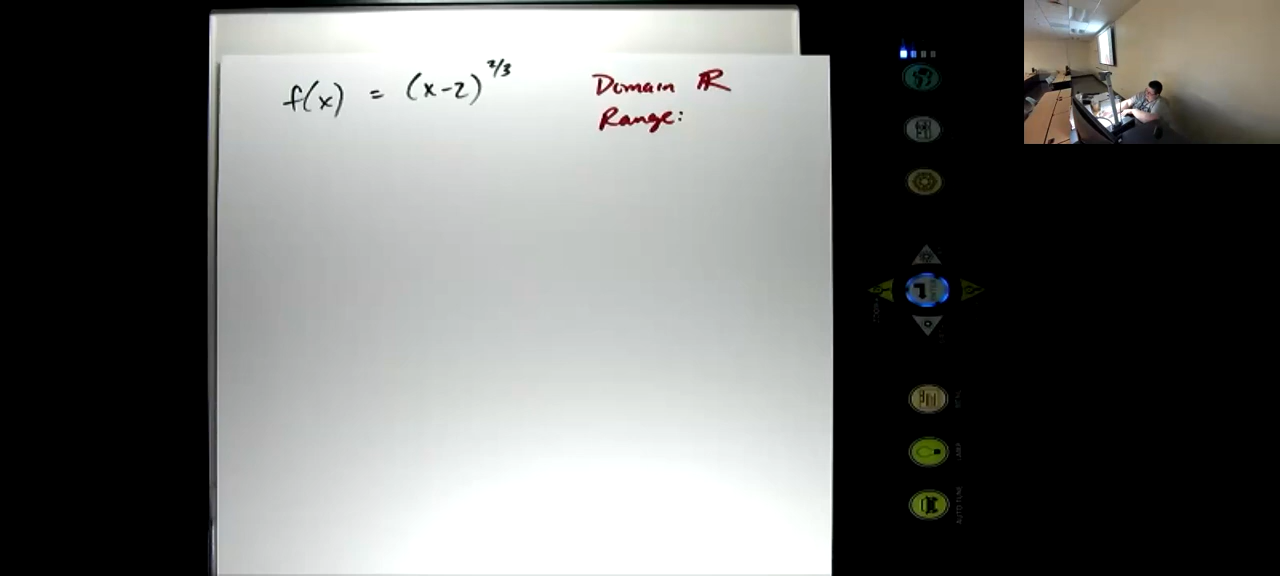 f(x) = (x-2)^{2/3}
Domain ℝ
Range: